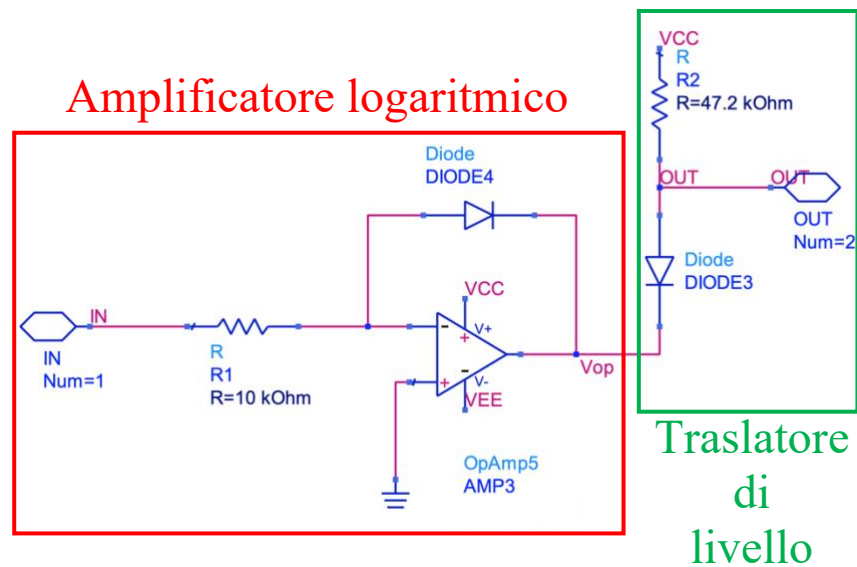 Amplificatore logaritmico
Diode
DIODE4
IN
IN
Num=1
R
R1
R=10 kOhm
VCC
V+
-
+
-
+
V-
VEE
Vop
OpAmp5
AMP3
VCC
R
R2
R=47.2 kOhm
OUT
OUT
OUT
Num=2
Diode
DIODE3
Traslatore
di
livello